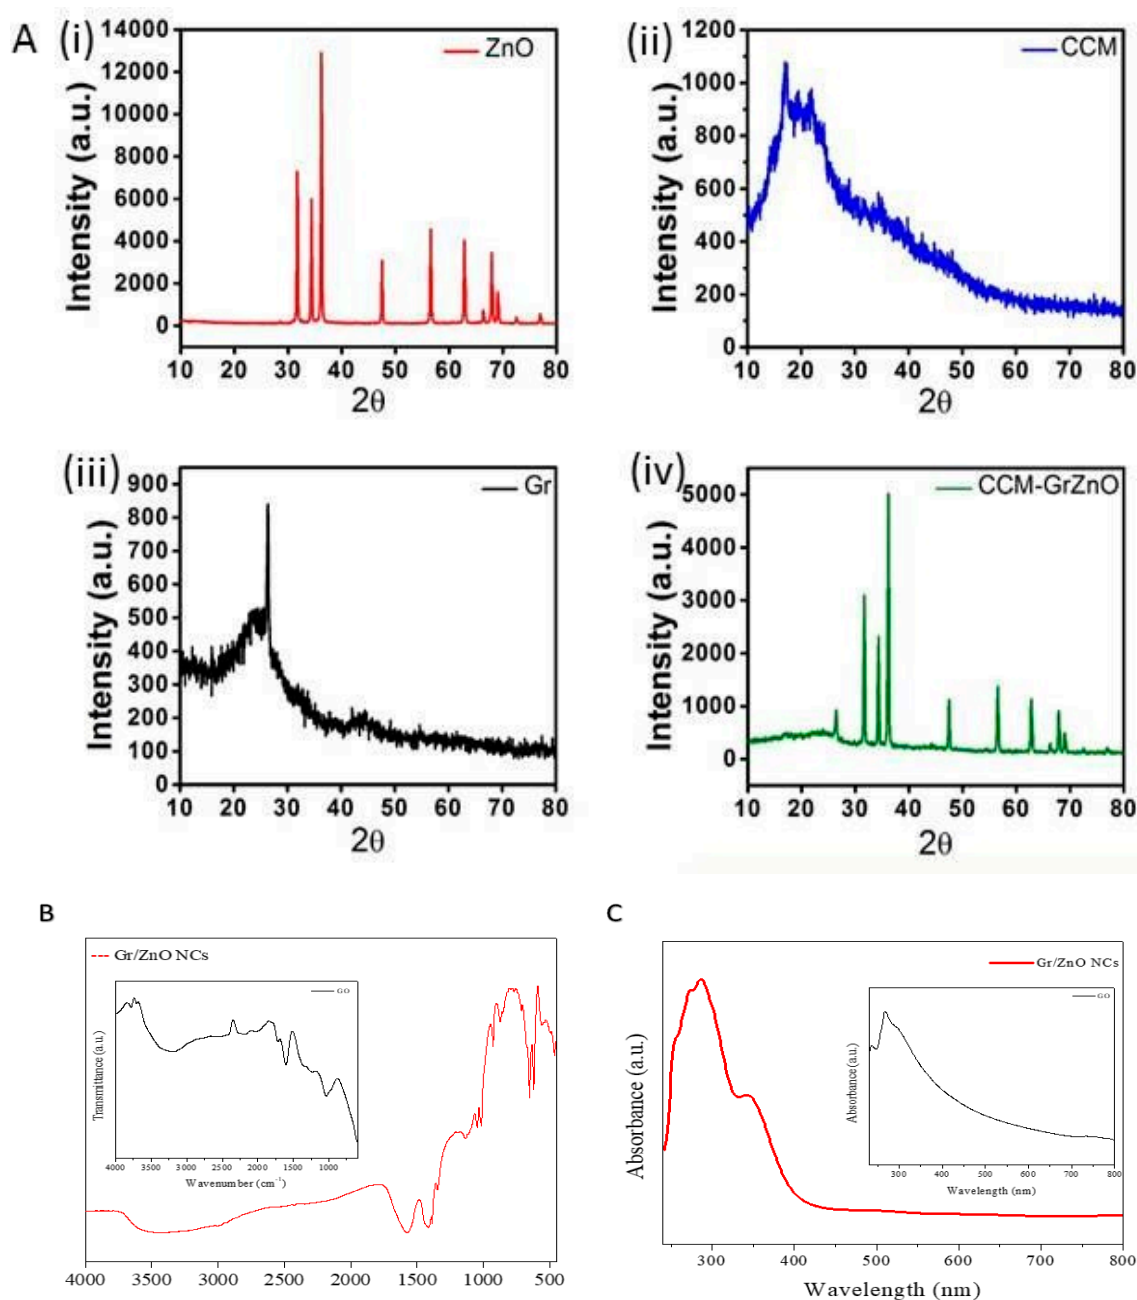 A (i)
ZnO
14000
12000
10000
8000
6000
4000
2000
0
Intensity (a.u.)
10 20 30 40 50 60 70 80
2θ
(ii)
CCM
1200
1000
800
600
400
200
0
Intensity (a.u.)
10 20 30 40 50 60 70 80
2θ
(iii)
Gr
900
800
700
600
500
400
300
200
100
0
Intensity (a.u.)
10 20 30 40 50 60 70 80
2θ
(iv)
CCM-GrZnO
5000
4000
3000
2000
1000
0
Intensity (a.u.)
10 20 30 40 50 60 70 80
2θ
B
Gr/ZnO NCs
GO
Transmittance (a.u)
4000 3500 3000 2500 2000 1500 1000
Wavenumber (cm⁻¹)
4000 3500 3000 2500 2000 1500 1000 500
C
Gr/ZnO NCs
GO
Absorbance (a.u.)
Absorbance (a.u.)
300 400 500 600 700 800
Wavelength (nm)
300 400 500 600 700 800
Wavelength (nm)